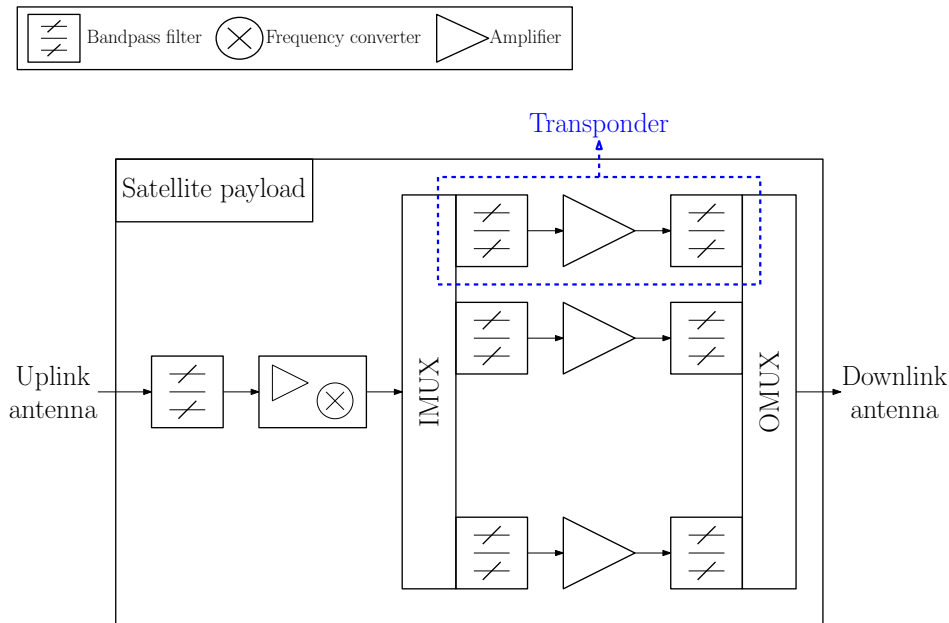 Bandpass filter
Frequency converter
Amplifier
Transponder
Satellite payload
Uplink
antenna
IMUX
OMUX
Downlink
antenna